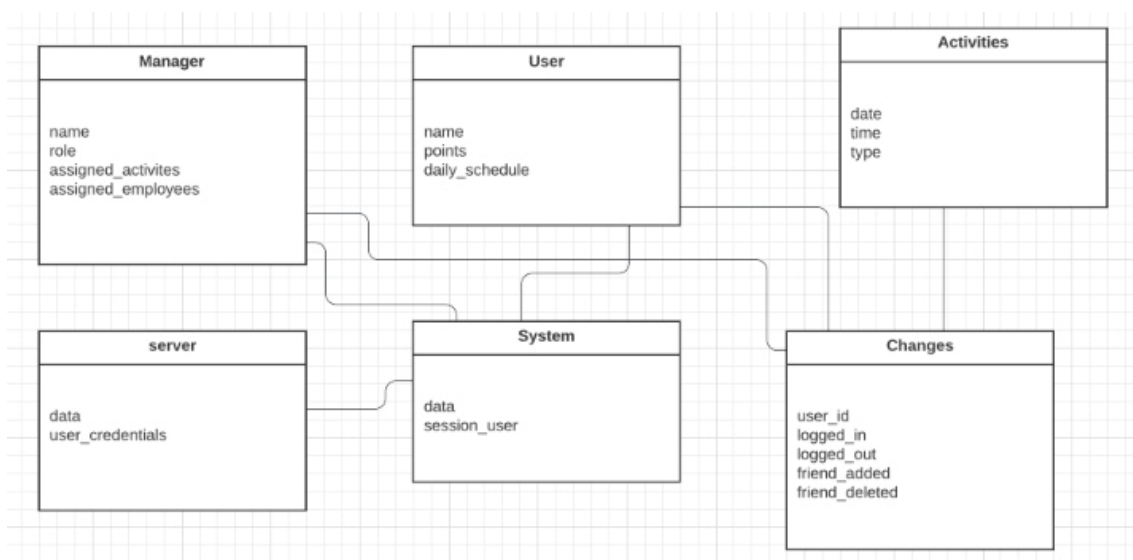 Manager
name
role
assigned_activites
assigned_employees
User
name
points
daily_schedule
Activities
date
time
type
server
data
user_credentials
System
data
session_user
Changes
user_id
logged_in
logged_out
friend_added
friend_deleted